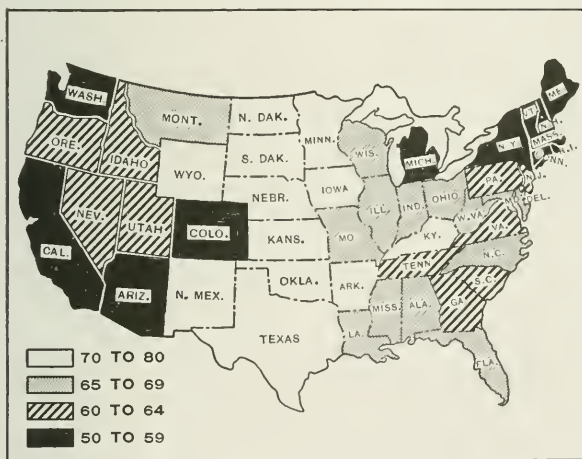 WASH.
MONT.
N. DAK.
MINN.
ME.
VT.
N.H.
ORE.
IDAHO
S. DAK.
WIS.
MICH.
N.Y.
MASS.
R.I.
WYO.
NEBR.
IOWA
PA.
N.J.
NEV.
UTAH
COLO.
ILL.
IND.
OHIO
W.VA.
MD.
DEL.
CAL.
KANS.
MO
KY.
VA.
ARIZ.
N. MEX.
OKLA.
ARK.
TENN.
N.C.
S.C.
TEXAS
MISS.
ALA.
GA
LA.
FLA.
70 TO 80
65 TO 69
60 TO 64
50 TO 59